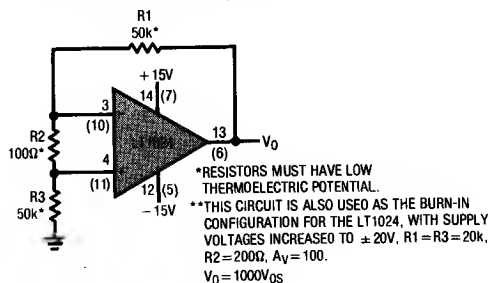 R1
50k*
+15V
14 (7)
3
(10)
R2
100Ω*
13
(6)
V₀
4
(11)
R3
50k*
12 (5)
−15V
*RESISTORS MUST HAVE LOW
THERMOELECTRIC POTENTIAL.
**THIS CIRCUIT IS ALSO USED AS THE BURN-IN
CONFIGURATION FOR THE LT1024, WITH SUPPLY
VOLTAGES INCREASED TO ±20V, R1=R3=20k,
R2=200Ω, AV=100.
V₀=1000VOS